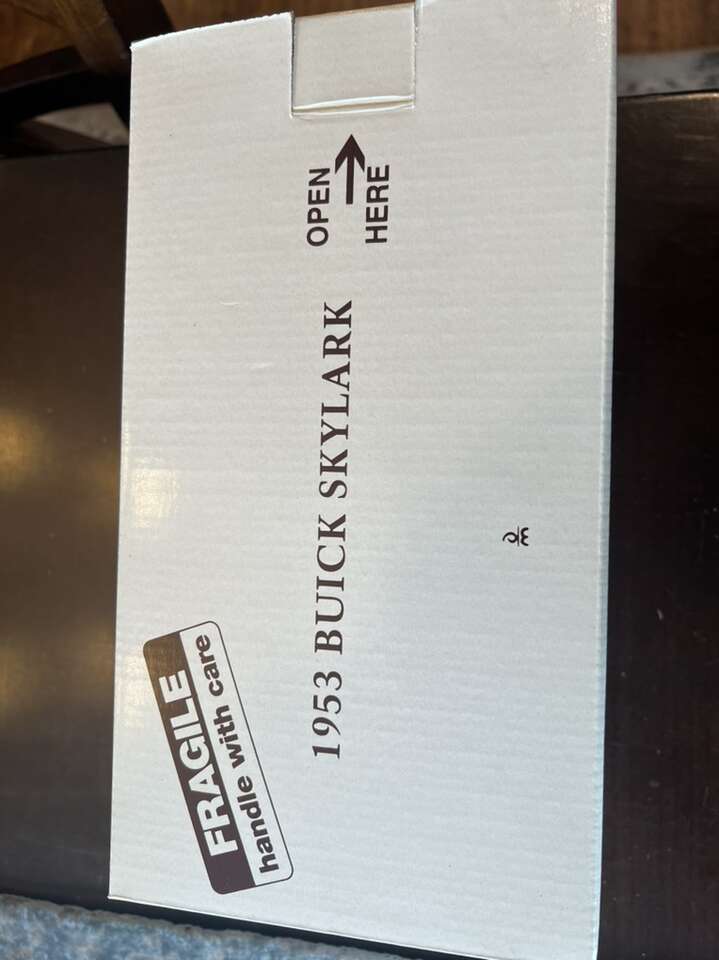 OPEN
HERE
1953 BUICK SKYLARK
FRAGILE
handle with care